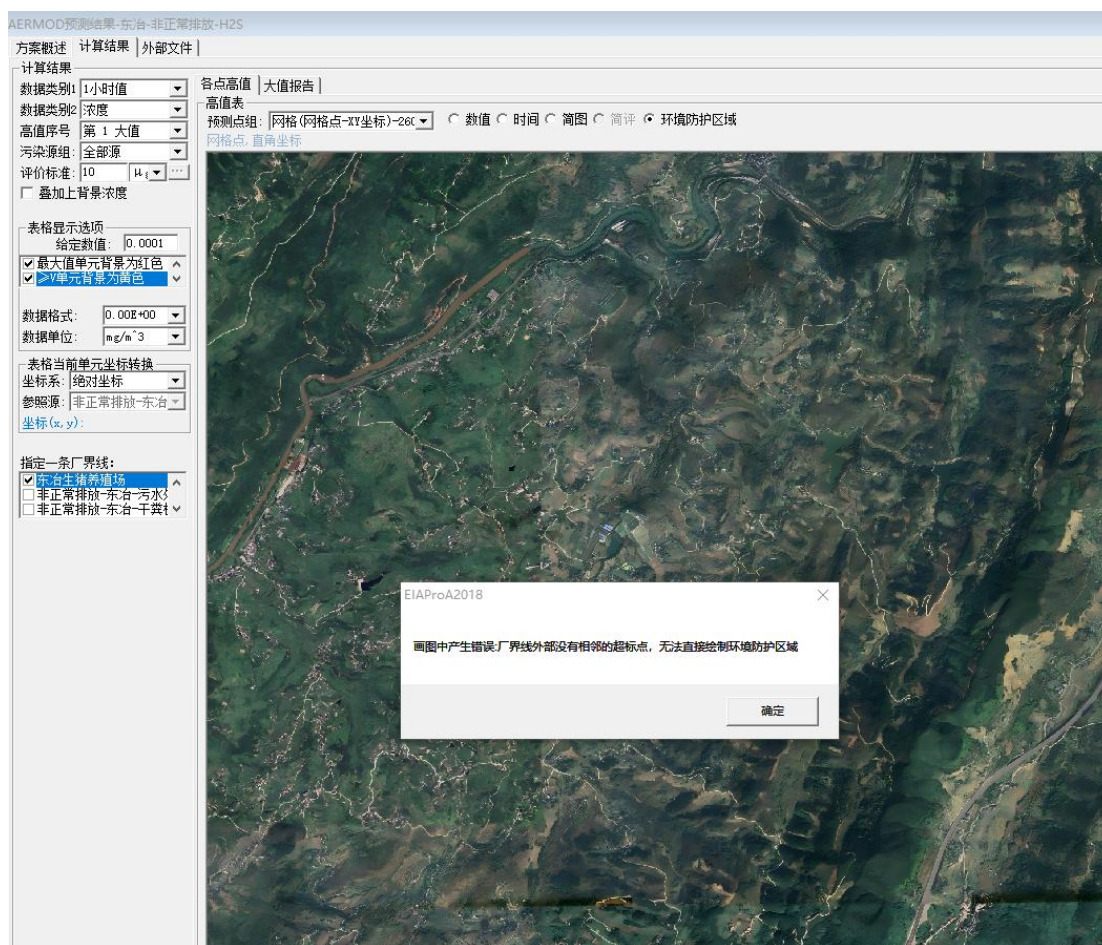 AERMOD预测结果-东冶-非正常排放-H2S
方案概述 计算结果 外部文件
计算结果
数据类别1 1小时值
数据类别2 浓度
高值序号 第 1 大值
污染源组: 全部源
评价标准: 10
叠加上背景浓度
表格显示选项
给定数值: 0.0001
最大值单元背景为红色
≥V单元背景为黄色
数据格式: 0.00E+00
数据单位: mg/m^3
表格当前单元坐标转换
坐标系: 绝对坐标
参照源: 非正常排放-东冶
坐标(x,y):
指定一条厂界线:
东冶生猪养殖场
非正常排放-东冶-污水
非正常排放-东冶-干粪
各点高值 大值报告
高值表
预测点组: 网格(网格点-XY坐标)-260 数值 时间 简图 简评 环境防护区域
网格点,直角坐标
EIAProA2018
画图中产生错误:厂界线外部没有相邻的超标点，无法直接绘制环境防护区域
确定